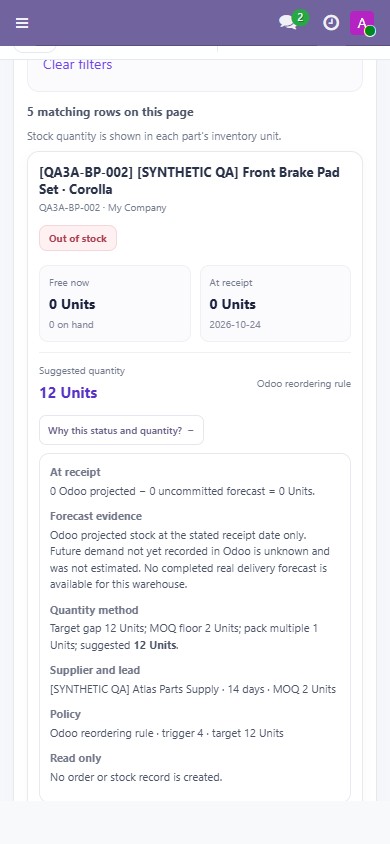 2
A
Clear filters
5 matching rows on this page
Stock quantity is shown in each part's inventory unit.
[QA3A-BP-002] [SYNTHETIC QA] Front Brake Pad
Set · Corolla
QA3A-BP-002 · My Company
Out of stock
Free now
0 Units
0 on hand
At receipt
0 Units
2026-10-24
Suggested quantity
12 Units
Odoo reordering rule
Why this status and quantity? −
At receipt
0 Odoo projected − 0 uncommitted forecast = 0 Units.
Forecast evidence
Odoo projected stock at the stated receipt date only.
Future demand not yet recorded in Odoo is unknown and
was not estimated. No completed real delivery forecast is
available for this warehouse.
Quantity method
Target gap 12 Units; MOQ floor 2 Units; pack multiple 1
Units; suggested 12 Units.
Supplier and lead
[SYNTHETIC QA] Atlas Parts Supply · 14 days · MOQ 2 Units
Policy
Odoo reordering rule · trigger 4 · target 12 Units
Read only
No order or stock record is created.